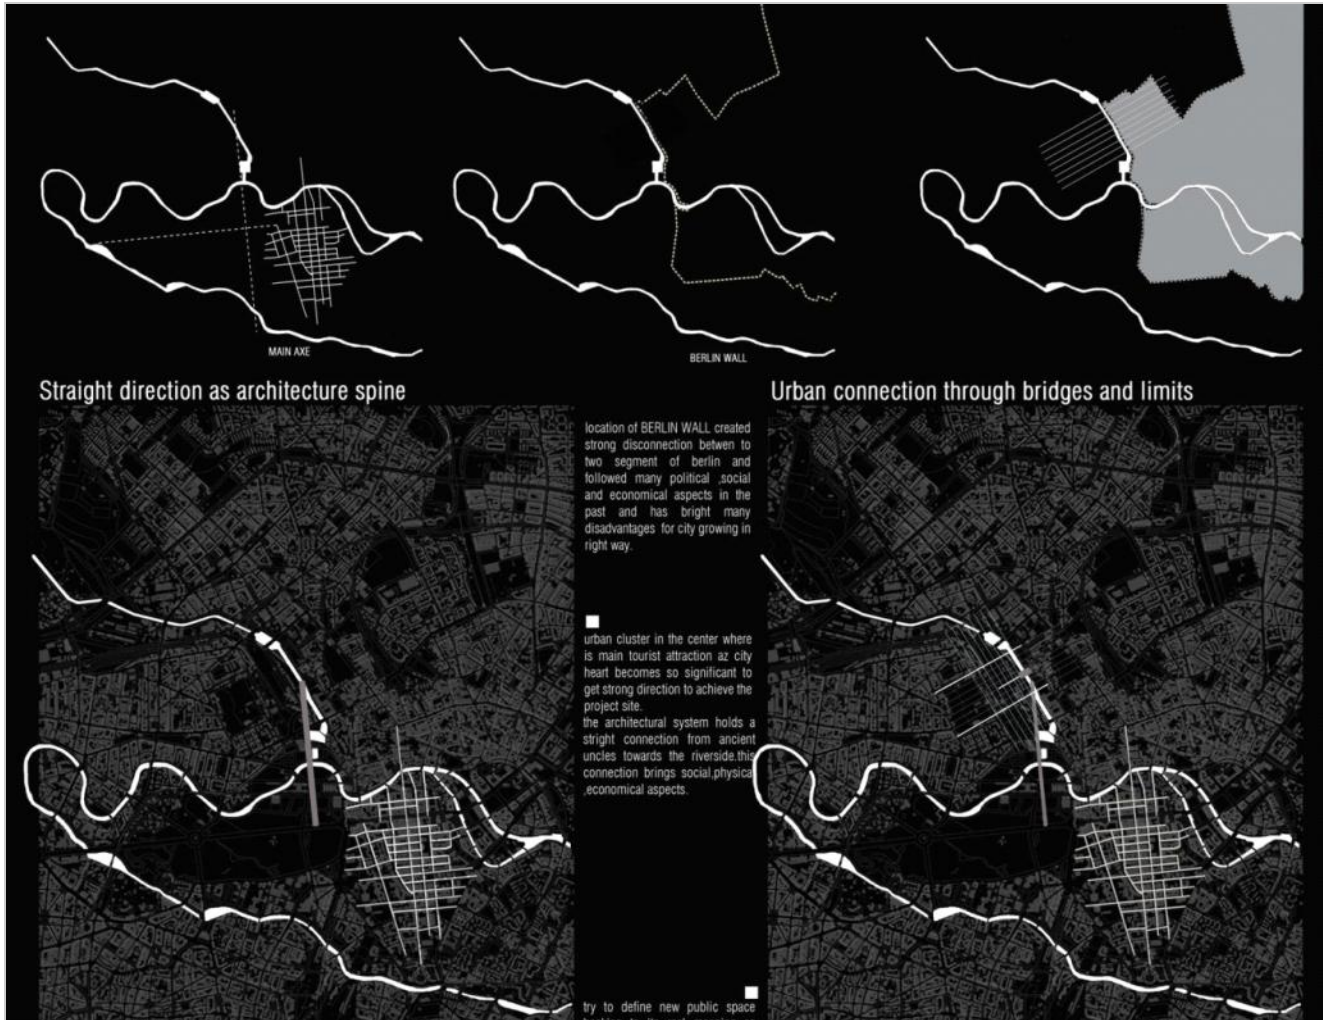 MAIN AXE
BERLIN WALL
Straight direction as architecture spine
Urban connection through bridges and limits
location of BERLIN WALL created
strong disconnection betwen to
two segment of berlin and
followed many political ,social
and economical aspects in the
past and has bright many
disadvantages for city growing in
right way.
urban cluster in the center where
is main tourist attraction az city
heart becomes so significant to
get strong direction to achieve the
project site.
the architectural system holds a
stright connection from ancient
uncles towards the riverside.this
connection brings social,physica
,economical aspects.
try to define new public space